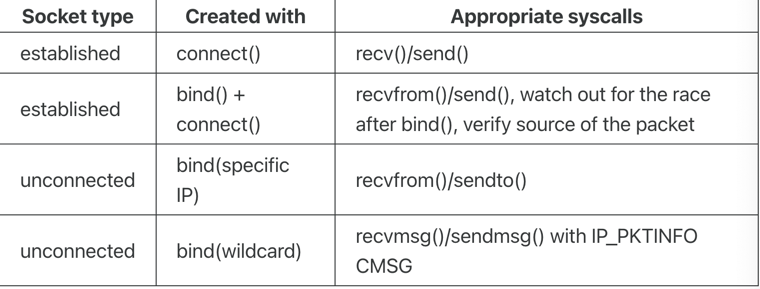 Socket type Created with Appropriate syscalls
established connect() recv()/send()
established bind() + connect() recvfrom()/send(), watch out for the race after bind(), verify source of the packet
unconnected bind(specific IP) recvfrom()/sendto()
unconnected bind(wildcard) recvmsg()/sendmsg() with IP_PKTINFO CMSG